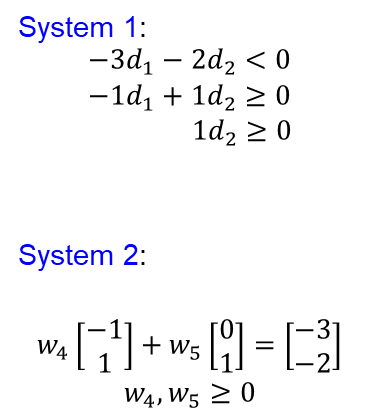 System 1:
−3d₁ − 2d₂ < 0
−1d₁ + 1d₂ ≥ 0
1d₂ ≥ 0
System 2:
w₄ [−1 1] + w₅ [0 1] = [−3 −2]
w₄, w₅ ≥ 0